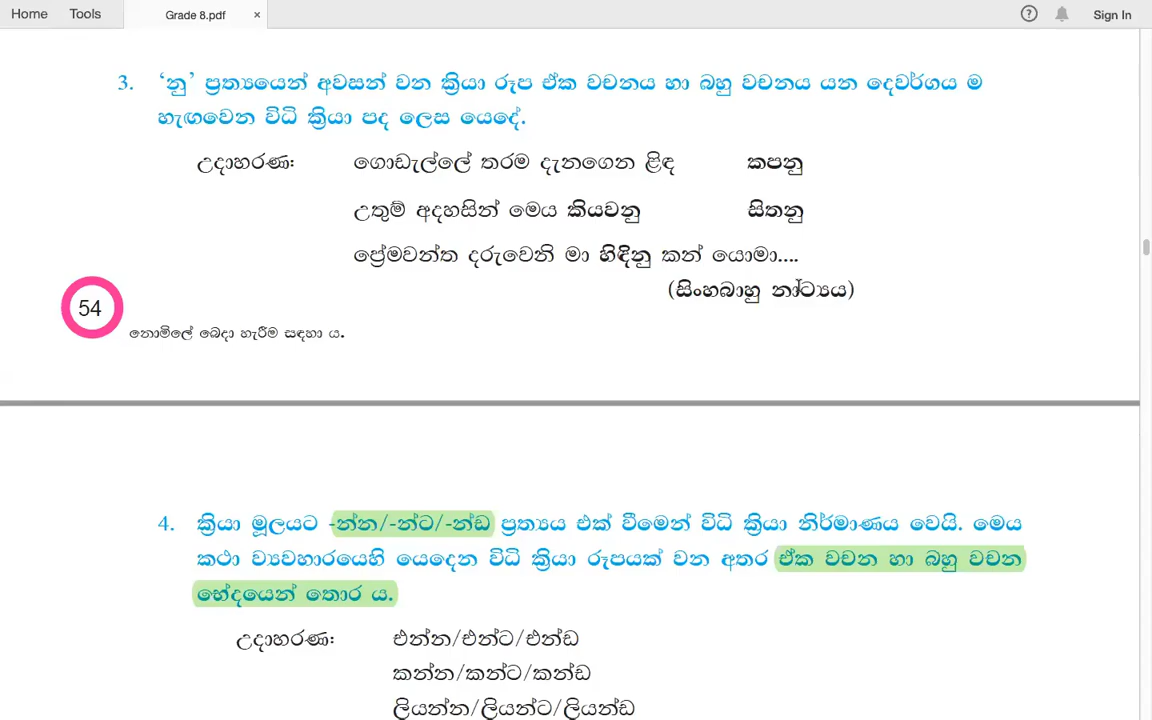 Home Tools Grade 8.pdf × Sign In
3. ‘නු’ ප්‍රත්‍යයෙන් අවසන් වන ක්‍රියා රූප ඒක වචනය හා බහු වචනය යන දෙවර්ගය ම
හැඟවෙන විධි ක්‍රියා පද ලෙස යෙදේ.
උදාහරණ: ගොඩැල්ලේ තරම දැනගෙන ළිඳ කපනු
උතුම් අදහසින් මෙය කියවනු සිතනු
ප්‍රේමවන්ත දරුවෙනි මා හිඳිනු කන් යොමා....
(සිංහබාහු නාට්‍යය)
54
නොමිලේ බෙදා හැරීම සඳහා ය.
4. ක්‍රියා මූලයට -න්න/-න්ට/-න්ඩ ප්‍රත්‍යය එක් වීමෙන් විධි ක්‍රියා නිර්මාණය වෙයි. මෙය
කථා ව්‍යවහාරයෙහි යෙදෙන විධි ක්‍රියා රූපයක් වන අතර ඒක වචන හා බහු වචන
භේදයෙන් තොර ය.
උදාහරණ: එන්න/එන්ට/එන්ඩ
කන්න/කන්ට/කන්ඩ
ලියන්න/ලියන්ට/ලියන්ඩ